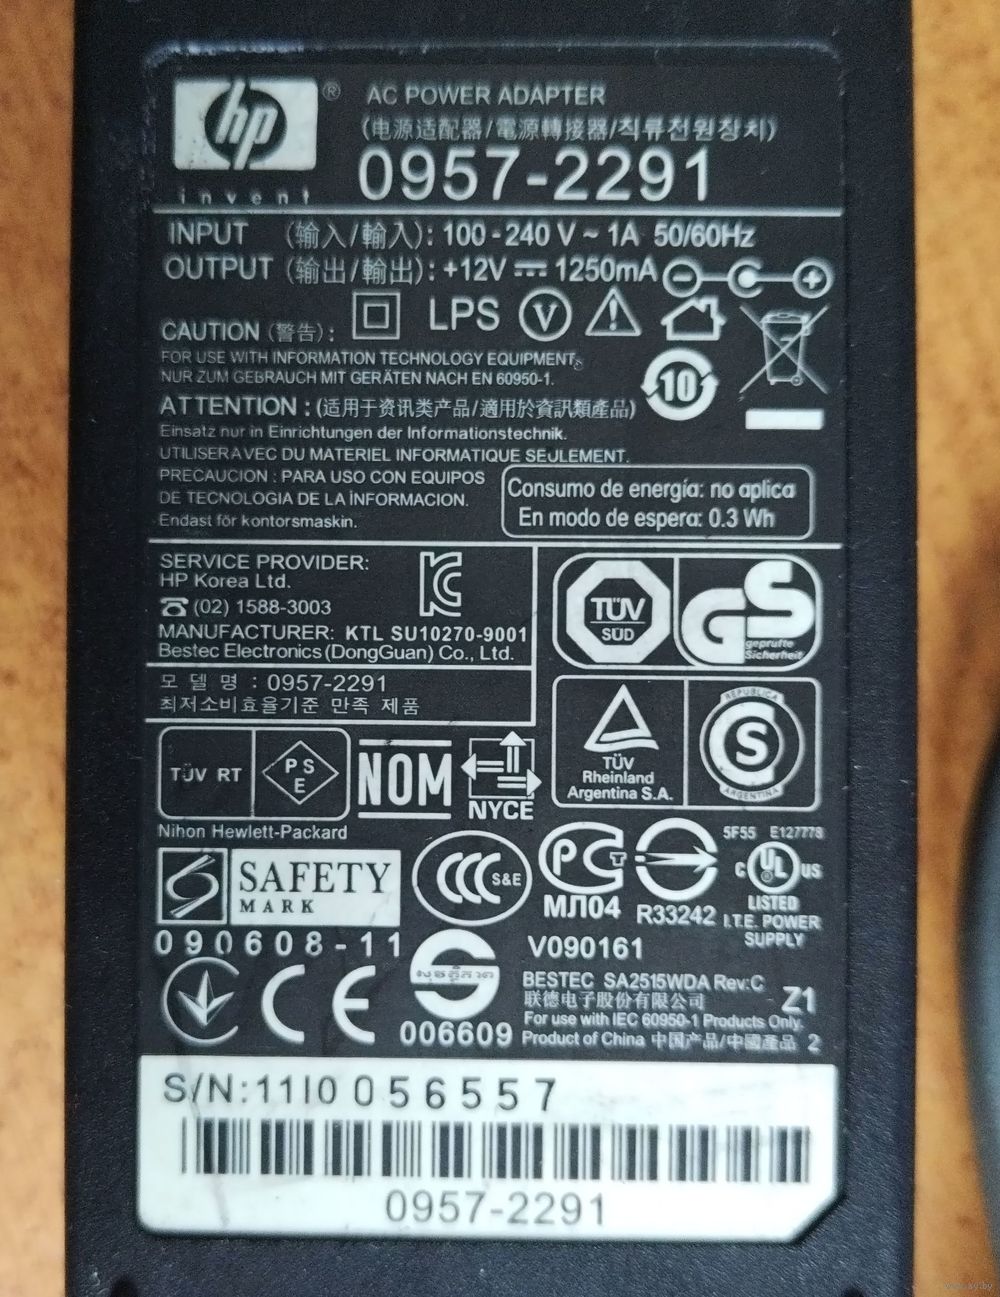 hp ®
invent
AC POWER ADAPTER
(电源适配器/電源轉接器/직류전원장치)
0957-2291
INPUT (输入/輸入): 100-240 V ~ 1A 50/60Hz
OUTPUT (输出/輸出): +12V ⎓ 1250mA
LPS V
CAUTION (警告):
FOR USE WITH INFORMATION TECHNOLOGY EQUIPMENT.
NUR ZUM GEBRAUCH MIT GERÄTEN NACH EN 60950-1.
10
ATTENTION : (适用于资讯类产品/適用於資訊類產品)
Einsatz nur in Einrichtungen der Informationstechnik.
UTILISERAVEC DU MATERIEL INFORMATIQUE SEULEMENT.
PRECAUCION : PARA USO CON EQUIPOS
DE TECNOLOGIA DE LA INFORMACION.
Endast för kontorsmaskin.
Consumo de energía: no aplica
En modo de espera: 0.3 Wh
SERVICE PROVIDER:
HP Korea Ltd.
☎ (02) 1588-3003
MANUFACTURER: KTL SU10270-9001
Bestec Electronics (DongGuan) Co., Ltd.
모 델 명 : 0957-2291
최저소비효율기준 만족 제품
TÜV
SÜD
GS
geprüfte
Sicherheit
TÜV
Rheinland
Argentina S.A.
REPUBLICA
S
ARGENTINA
TÜV RT
PS
E
NOM
NYCE
Nihon Hewlett-Packard
SAFETY
MARK
090608-11
CCC S&E
PCT
МЛ04
R33242
5F55 E127778
C UL US
LISTED
I.T.E. POWER
SUPPLY
V090161
CE
006609
BESTEC SA2515WDA Rev:C
联德电子股份有限公司
Z1
For use with IEC 60950-1 Products Only.
Product of China 中国产品/中國產品 2
S/N:11I0 056557
0957-2291